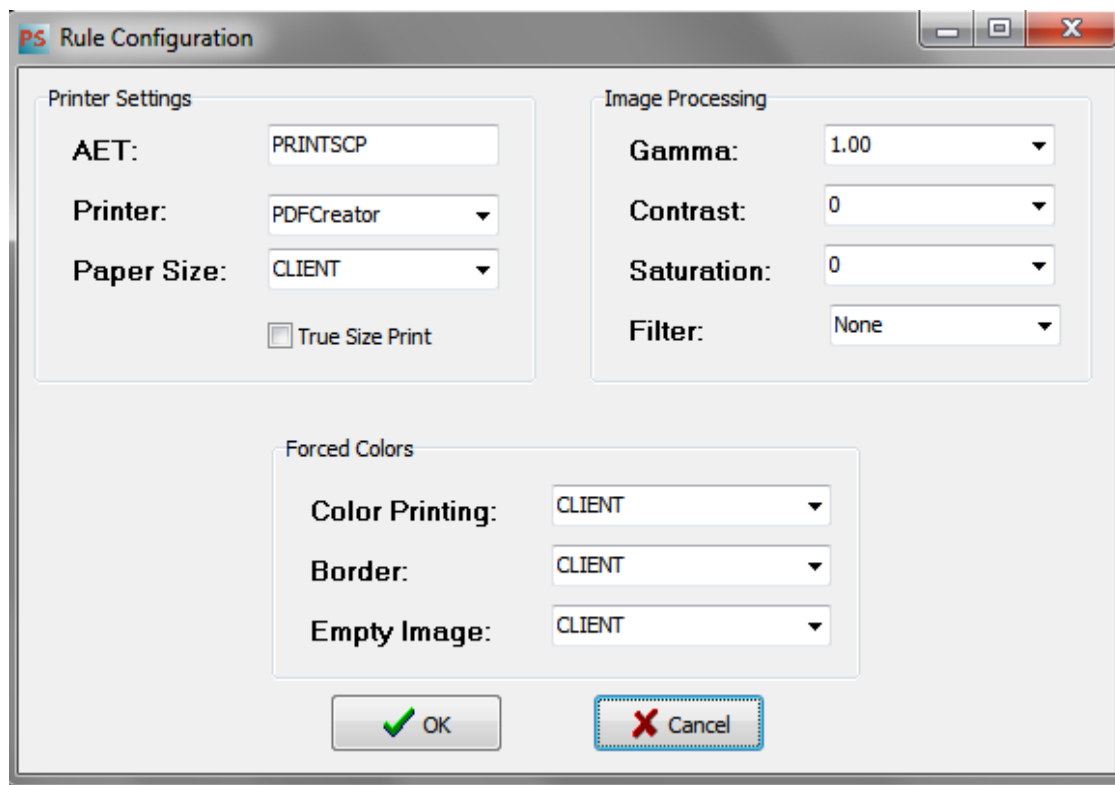 PS Rule Configuration
Printer Settings
AET: PRINTSCP
Printer: PDFCreator
Paper Size: CLIENT
True Size Print
Image Processing
Gamma: 1.00
Contrast: 0
Saturation: 0
Filter: None
Forced Colors
Color Printing: CLIENT
Border: CLIENT
Empty Image: CLIENT
OK Cancel